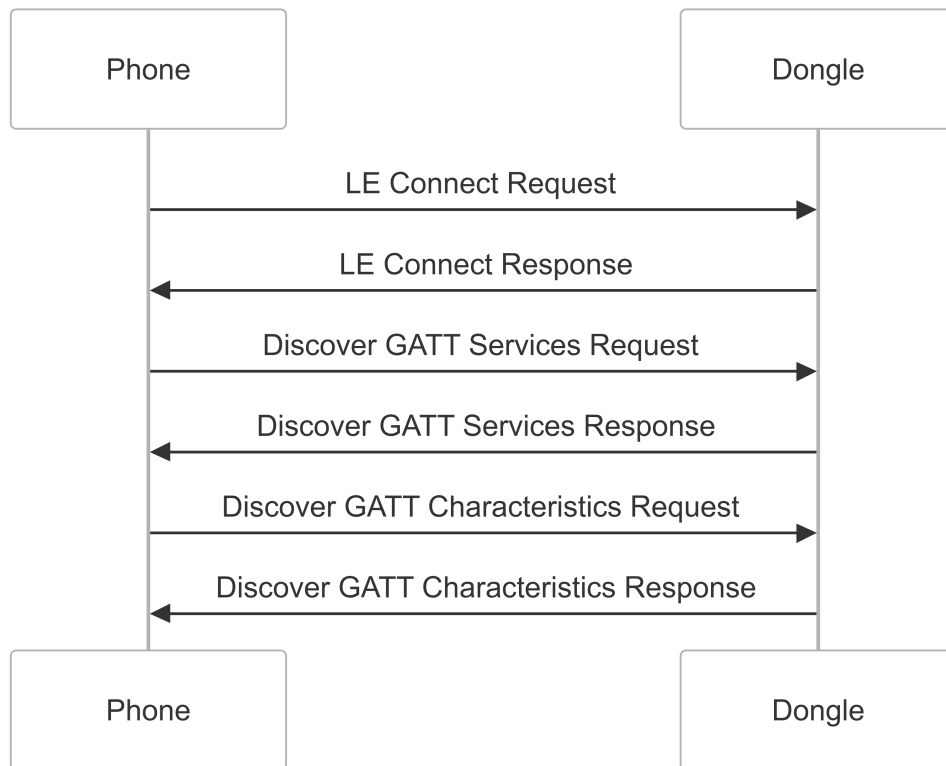 Phone
Dongle
LE Connect Request
LE Connect Response
Discover GATT Services Request
Discover GATT Services Response
Discover GATT Characteristics Request
Discover GATT Characteristics Response
Phone
Dongle